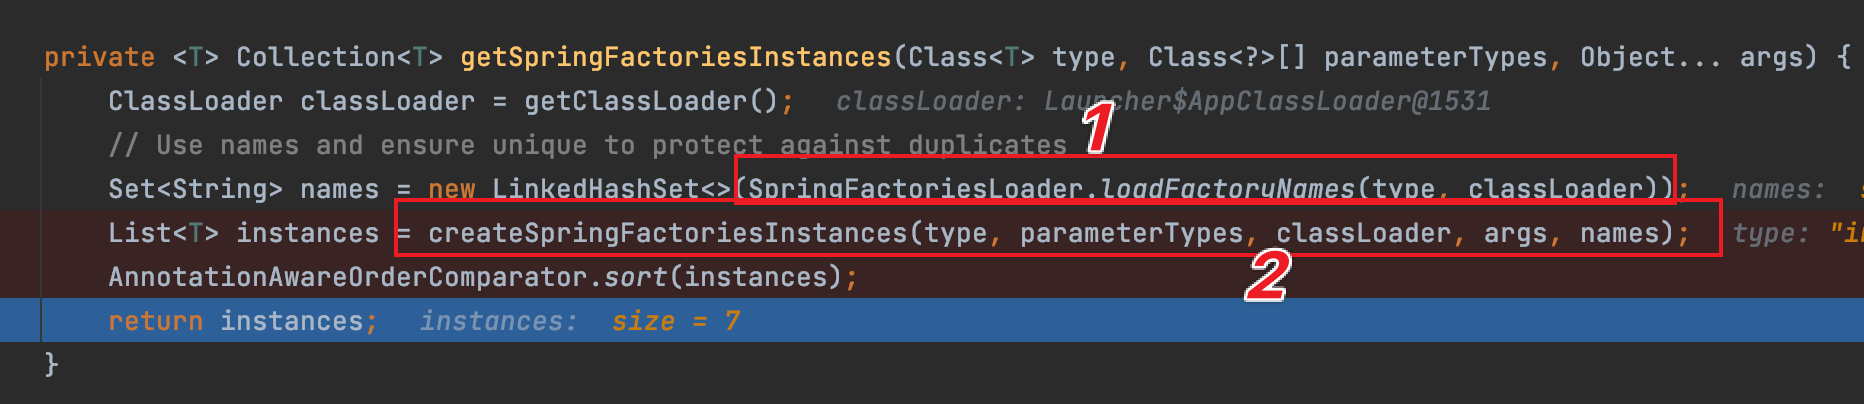 private <T> Collection<T> getSpringFactoriesInstances(Class<T> type, Class<?>[] parameterTypes, Object... args) {
ClassLoader classLoader = getClassLoader(); classLoader: Launcher$AppClassLoader@1531
1
// Use names and ensure unique to protect against duplicates
Set<String> names = new LinkedHashSet<>(SpringFactoriesLoader.loadFactoryNames(type, classLoader)); names:
List<T> instances = createSpringFactoriesInstances(type, parameterTypes, classLoader, args, names); type:
2
AnnotationAwareOrderComparator.sort(instances);
return instances; instances: size = 7
}